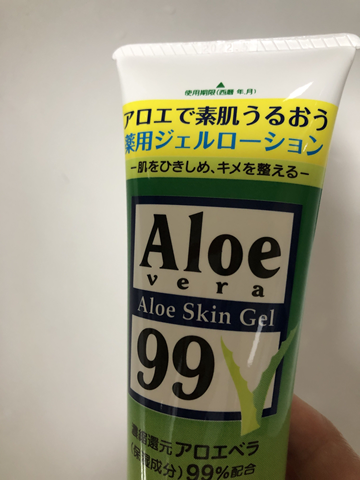 使用期限(西暦 年.月)
アロエで素肌うるおう
薬用ジェルローション
−肌をひきしめ、キメを整える−
Aloe
vera
Aloe Skin Gel
99
濃縮還元アロエベラ
(保湿成分)99%配合